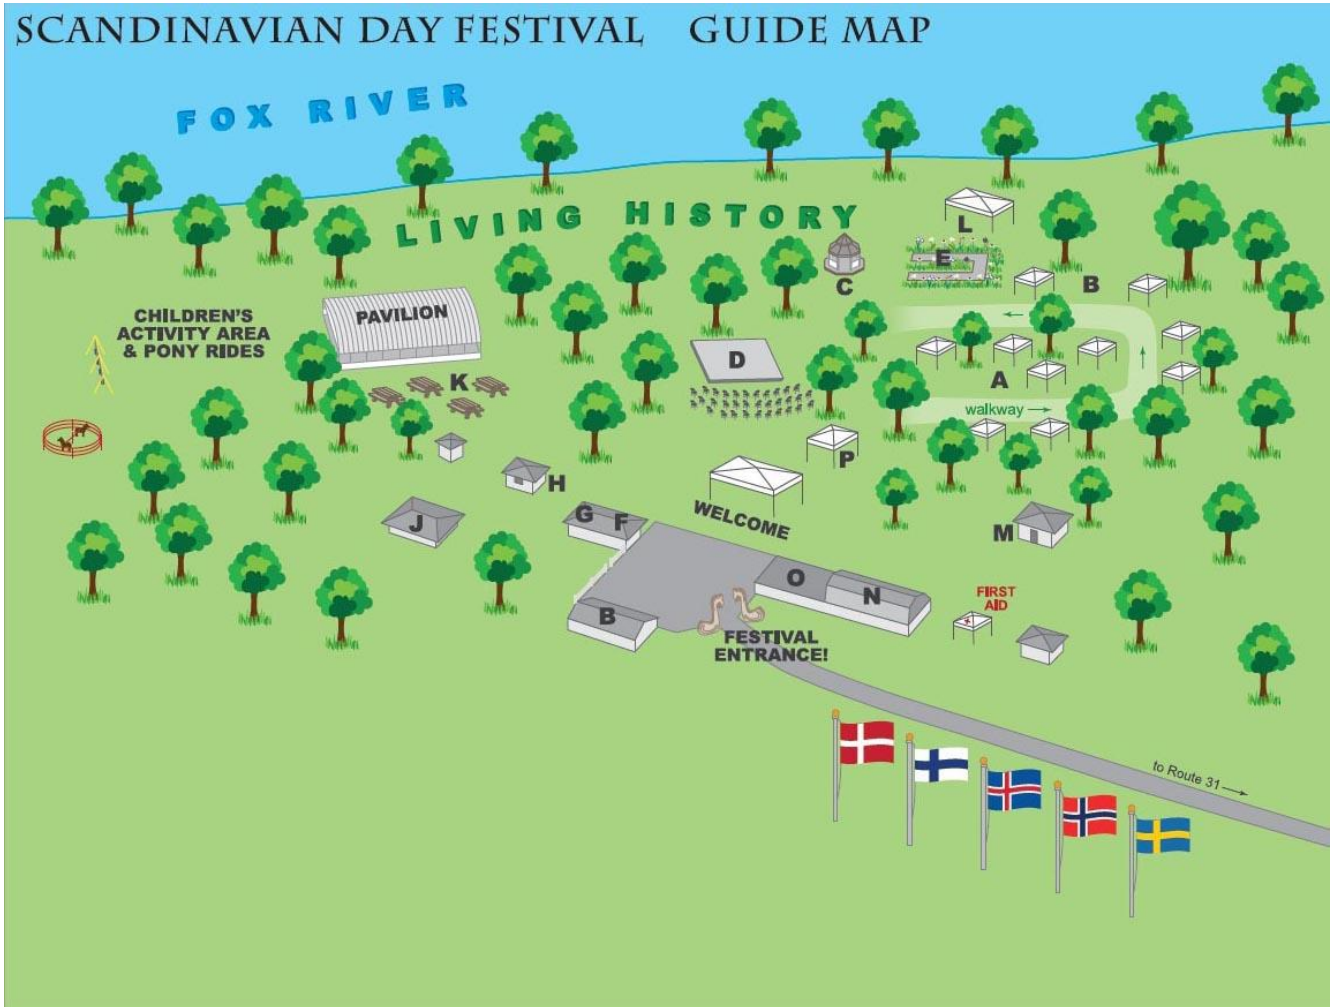 SCANDINAVIAN DAY FESTIVAL GUIDE MAP
FOX RIVER
LIVING HISTORY
L
E
C
B
CHILDREN'S
ACTIVITY AREA
& PONY RIDES
PAVILION
D
K
A
walkway
P
H
WELCOME
J
G F
M
O
N
B
FIRST
AID
FESTIVAL
ENTRANCE!
to Route 31